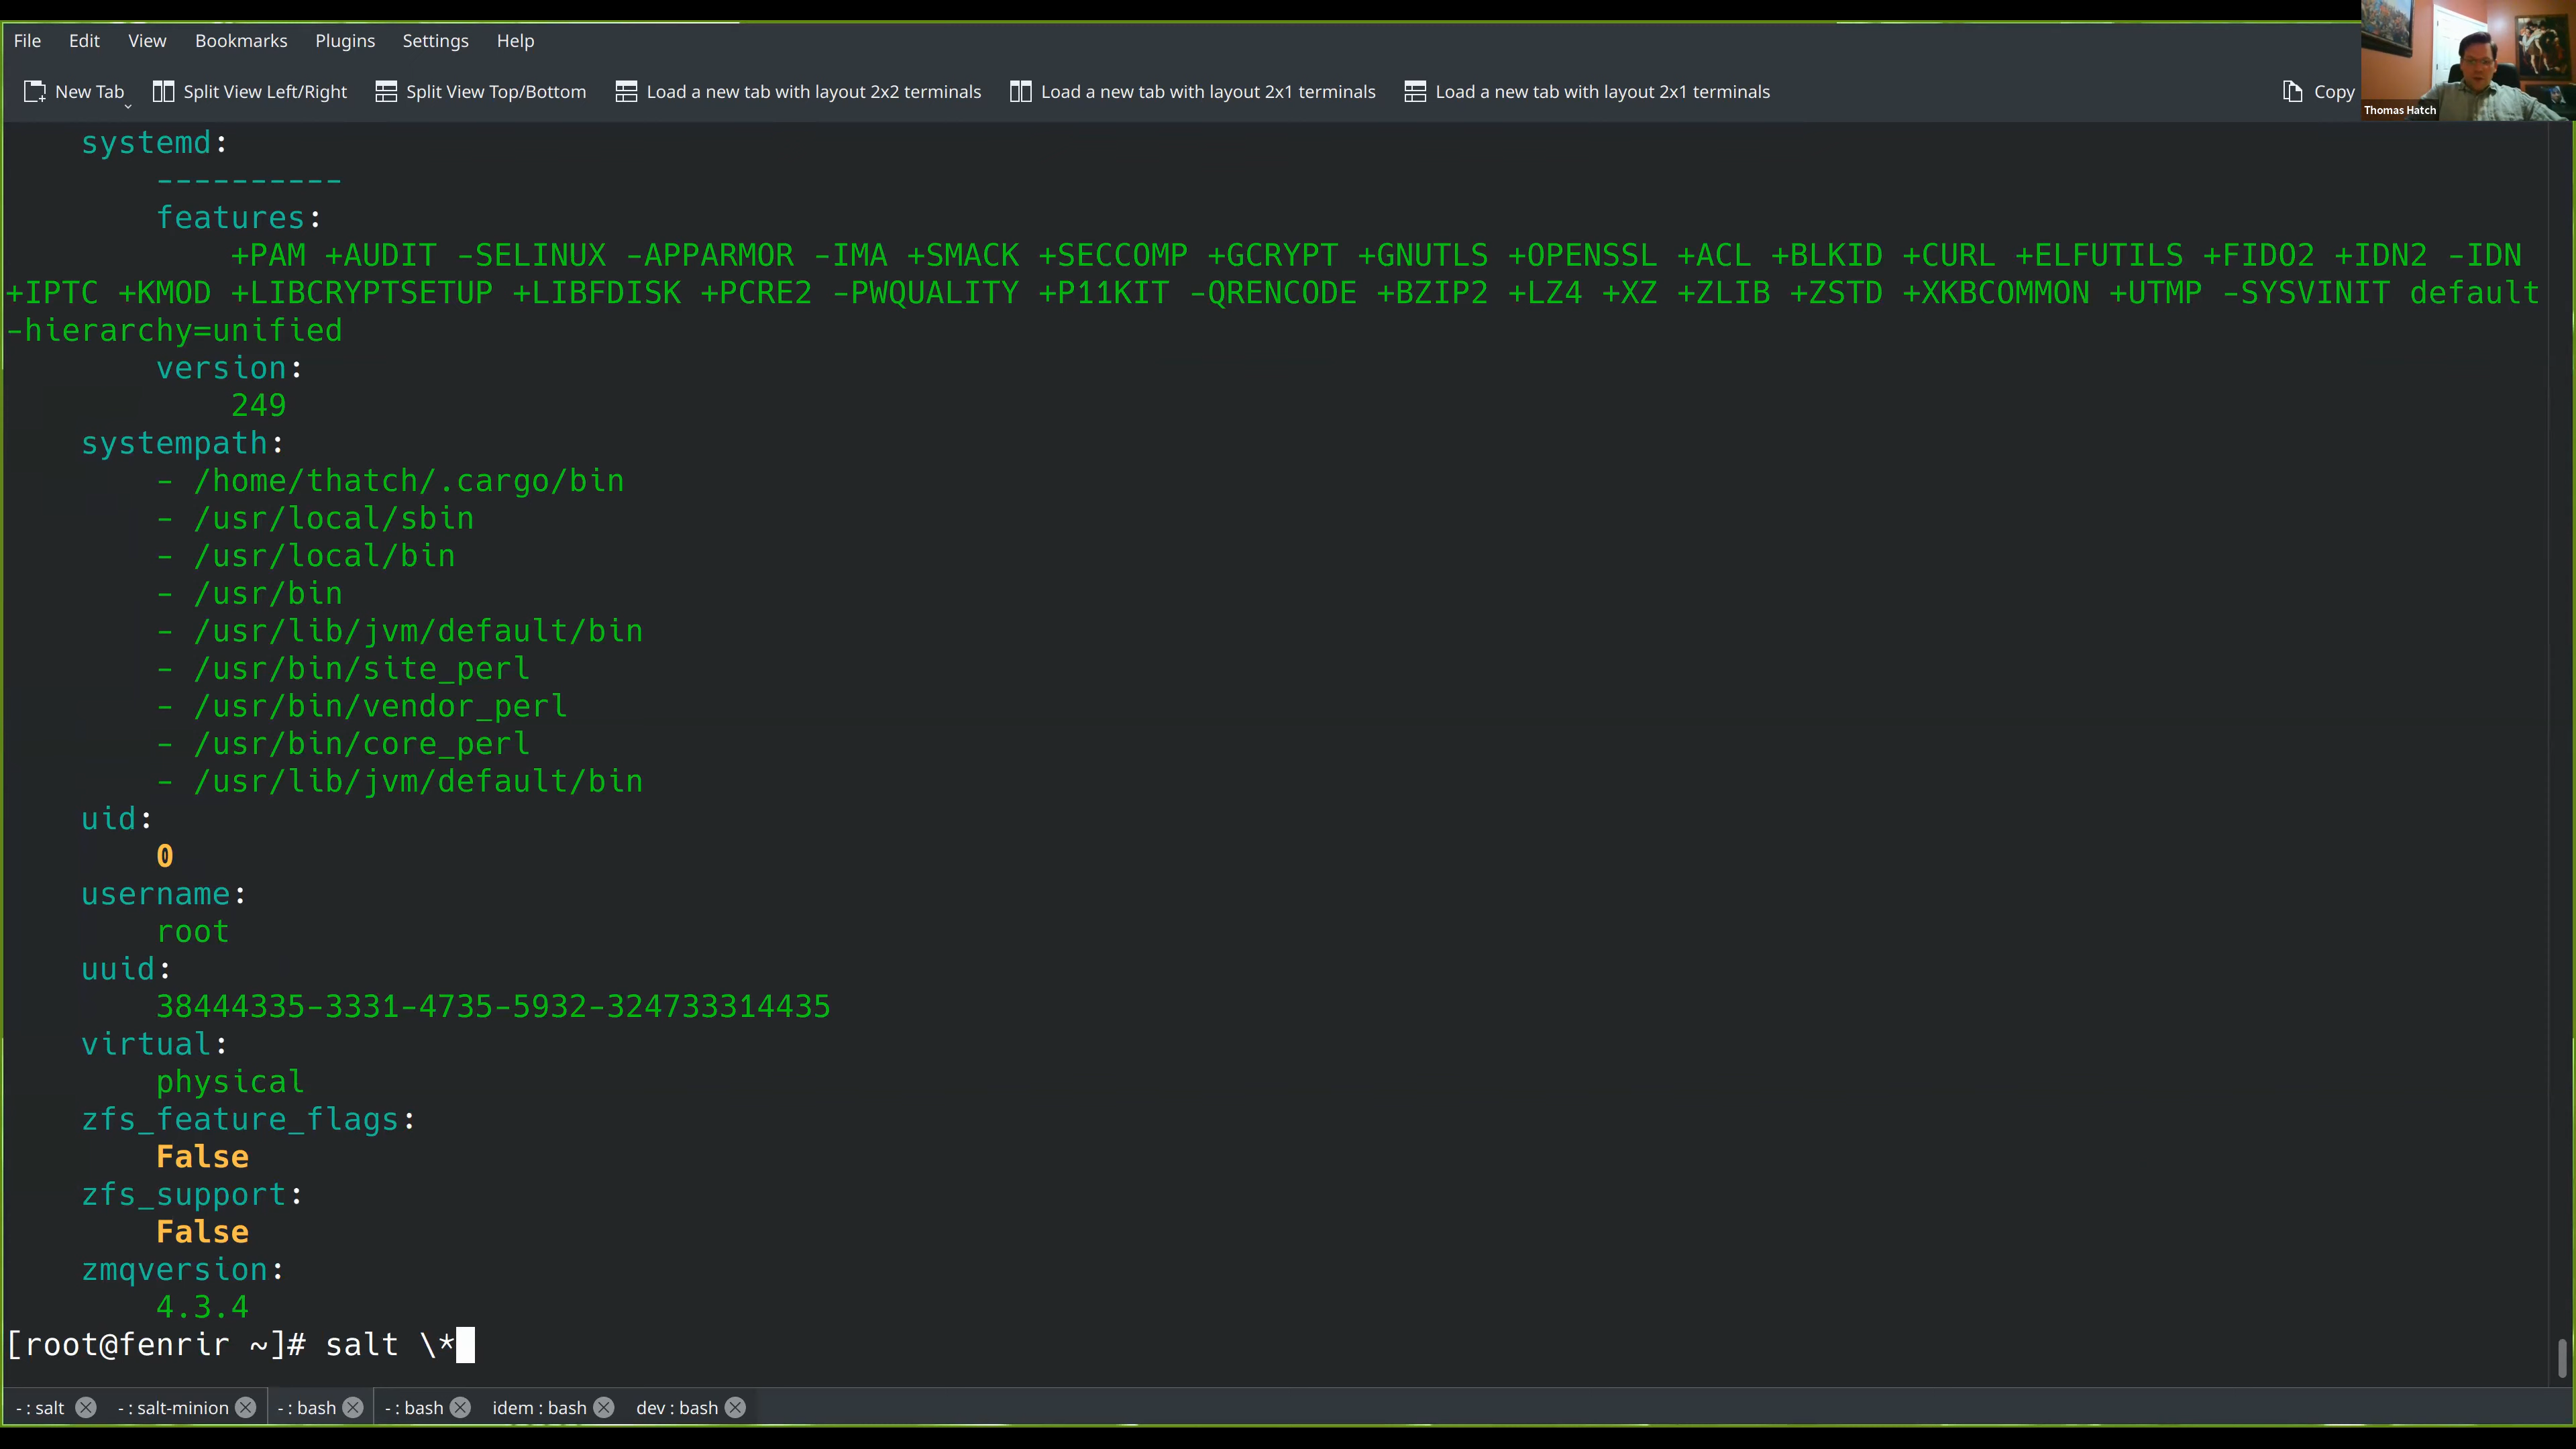 File Edit View Bookmarks Plugins Settings Help
New Tab Split View Left/Right Split View Top/Bottom Load a new tab with layout 2x2 terminals Load a new tab with layout 2x1 terminals Load a new tab with layout 2x1 terminals Copy
Thomas Hatch
systemd:
----------
features:
+PAM +AUDIT -SELINUX -APPARMOR -IMA +SMACK +SECCOMP +GCRYPT +GNUTLS +OPENSSL +ACL +BLKID +CURL +ELFUTILS +FIDO2 +IDN2 -IDN
+IPTC +KMOD +LIBCRYPTSETUP +LIBFDISK +PCRE2 -PWQUALITY +P11KIT -QRENCODE +BZIP2 +LZ4 +XZ +ZLIB +ZSTD +XKBCOMMON +UTMP -SYSVINIT default
-hierarchy=unified
version:
249
systempath:
- /home/thatch/.cargo/bin
- /usr/local/sbin
- /usr/local/bin
- /usr/bin
- /usr/lib/jvm/default/bin
- /usr/bin/site_perl
- /usr/bin/vendor_perl
- /usr/bin/core_perl
- /usr/lib/jvm/default/bin
uid:
0
username:
root
uuid:
38444335-3331-4735-5932-324733314435
virtual:
physical
zfs_feature_flags:
False
zfs_support:
False
zmqversion:
4.3.4
[root@fenrir ~]# salt \*
- : salt - : salt-minion - : bash - : bash idem : bash dev : bash